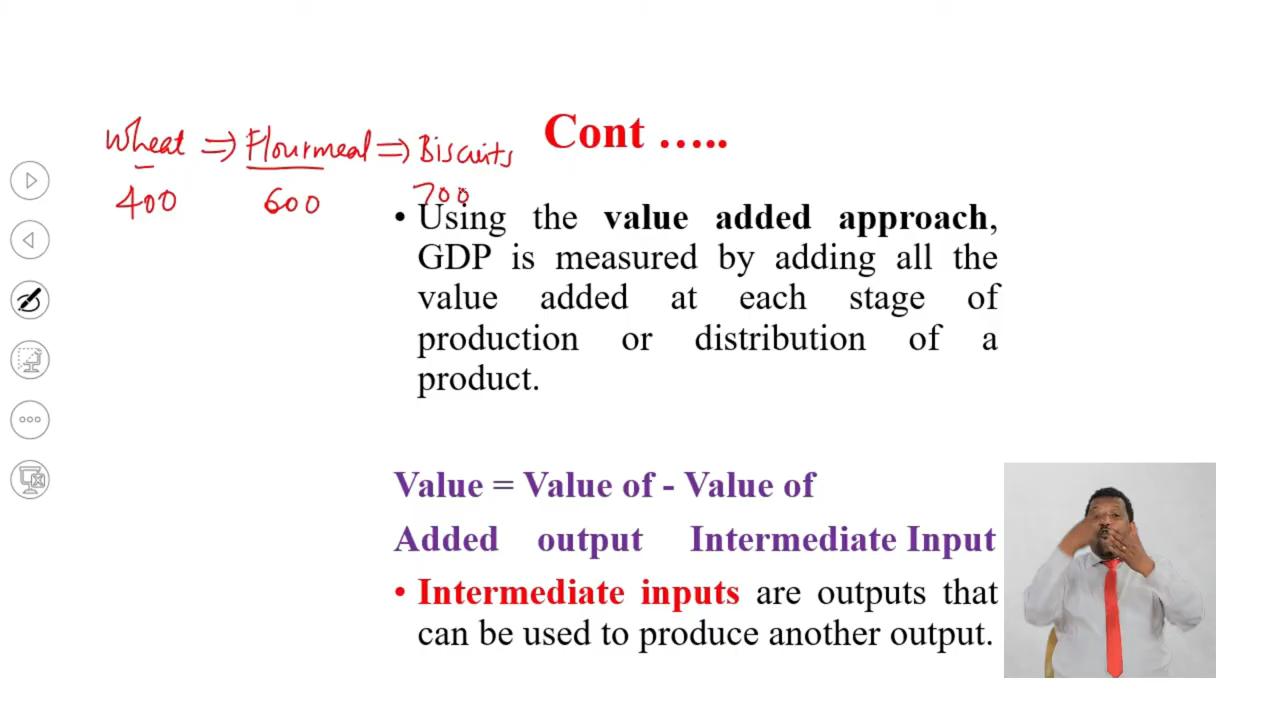 Cont …..
Wheat ⇒ Flourmeal ⇒ Biscuits
400 600 700
• Using the value added approach,
GDP is measured by adding all the
value added at each stage of
production or distribution of a
product.
Value = Value of - Value of
Added output Intermediate Input
• Intermediate inputs are outputs that
can be used to produce another output.